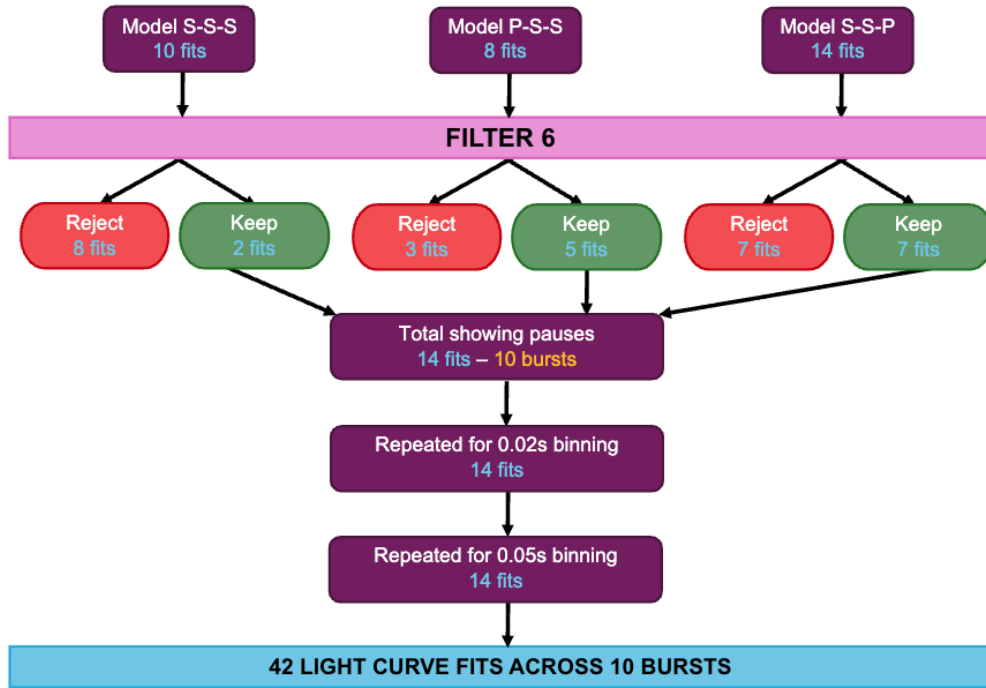 Model S-S-S
10 fits
Model P-S-S
8 fits
Model S-S-P
14 fits
FILTER 6
Reject
8 fits
Keep
2 fits
Reject
3 fits
Keep
5 fits
Reject
7 fits
Keep
7 fits
Total showing pauses
14 fits – 10 bursts
Repeated for 0.02s binning
14 fits
Repeated for 0.05s binning
14 fits
42 LIGHT CURVE FITS ACROSS 10 BURSTS